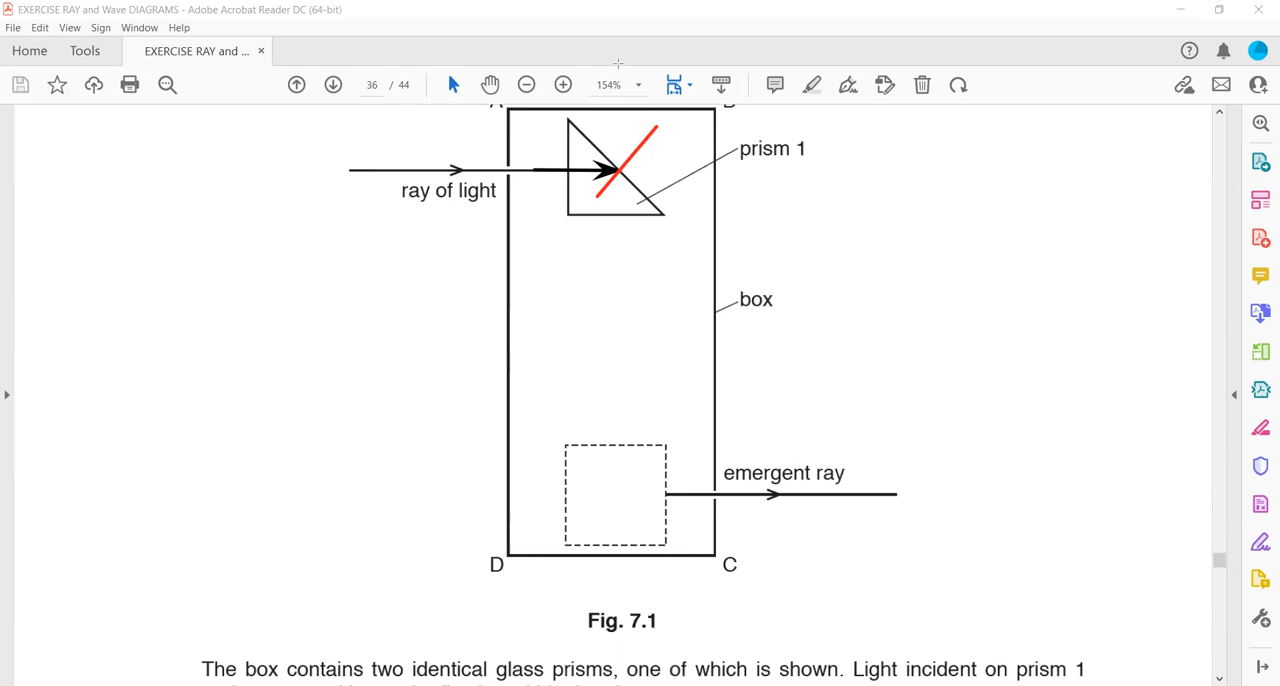 EXERCISE RAY and Wave DIAGRAMS - Adobe Acrobat Reader DC (64-bit)
File Edit View Sign Window Help
Home Tools EXERCISE RAY and ... ×
36 / 44 154%
prism 1
ray of light
box
emergent ray
D C
Fig. 7.1
The box contains two identical glass prisms, one of which is shown. Light incident on prism 1